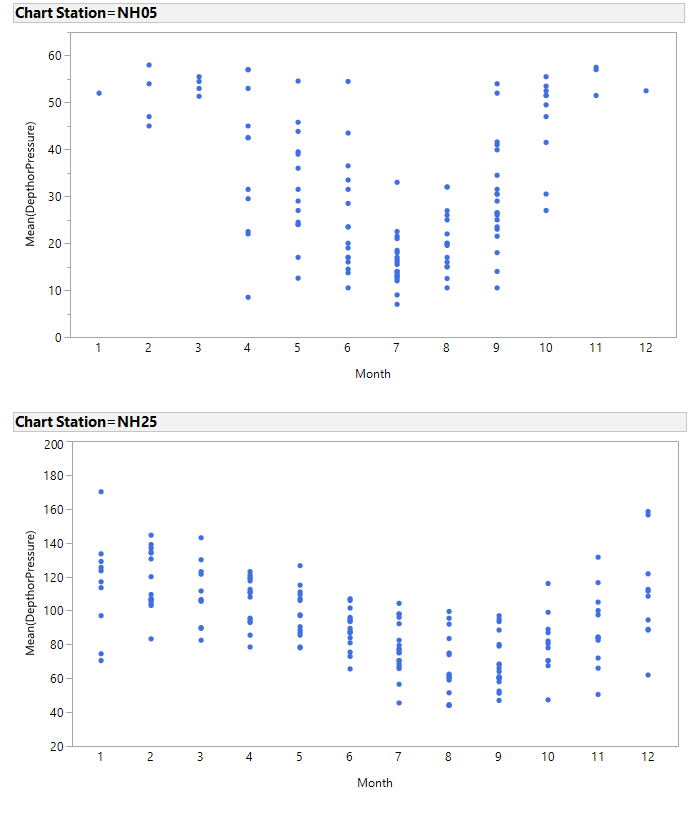 Chart Station=NH05
60
50
40
30
20
10
0
Mean(DepthorPressure)
1 2 3 4 5 6 7 8 9 10 11 12
Month
Chart Station=NH25
200
180
160
140
120
100
80
60
40
20
Mean(DepthorPressure)
1 2 3 4 5 6 7 8 9 10 11 12
Month